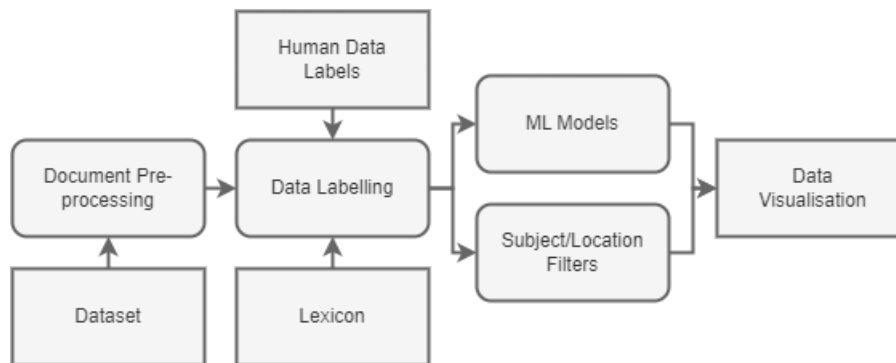 Human Data
Labels
ML Models
Document Pre-
processing
Data Labelling
Data
Visualisation
Subject/Location
Filters
Dataset
Lexicon